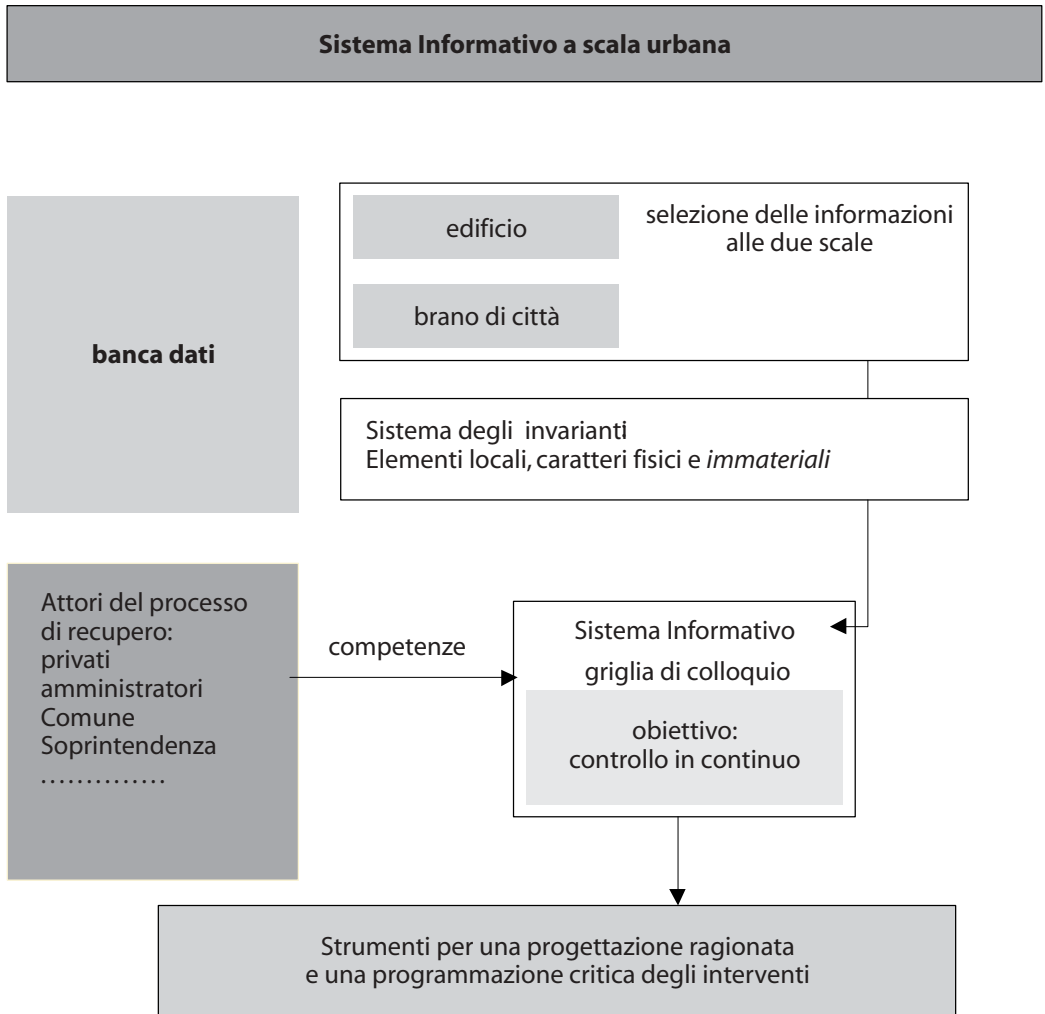 Sistema Informativo a scala urbana
banca dati
edificio
brano di città
selezione delle informazioni
alle due scale
Sistema degli invarianti
Elementi locali, caratteri fisici e immateriali
Attori del processo
di recupero:
privati
amministratori
Comune
Soprintendenza
..............
competenze
Sistema Informativo
griglia di colloquio
obiettivo:
controllo in continuo
Strumenti per una progettazione ragionata
e una programmazione critica degli interventi